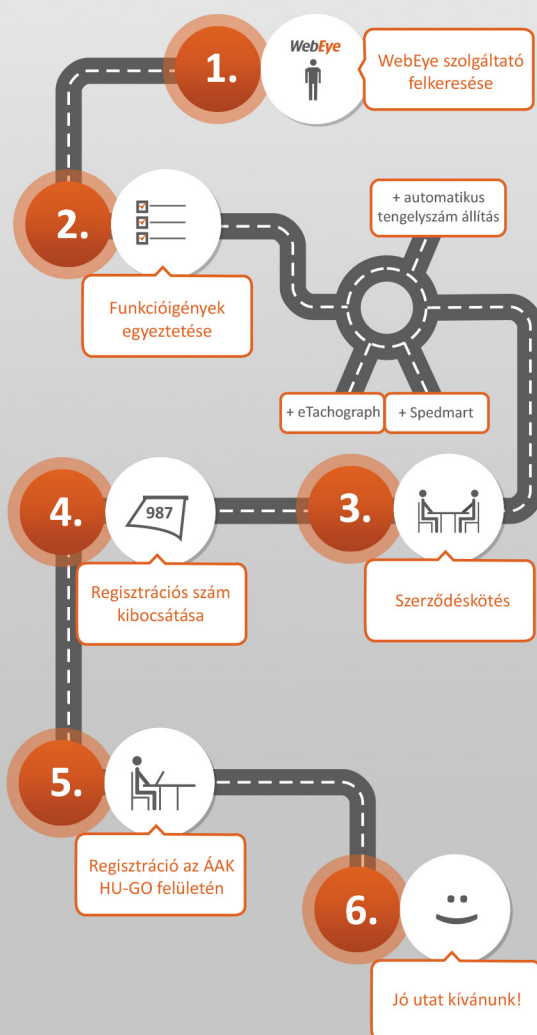 1.
WebEye
WebEye szolgáltató
felkeresése
2.
Funkcióigények
egyeztetése
+ automatikus
tengelyszám állítás
+ eTachograph
+ Spedmart
3.
Szerződéskötés
4.
987
Regisztrációs szám
kibocsátása
5.
Regisztráció az ÁAK
HU-GO felületén
6.
:)
Jó utat kívánunk!